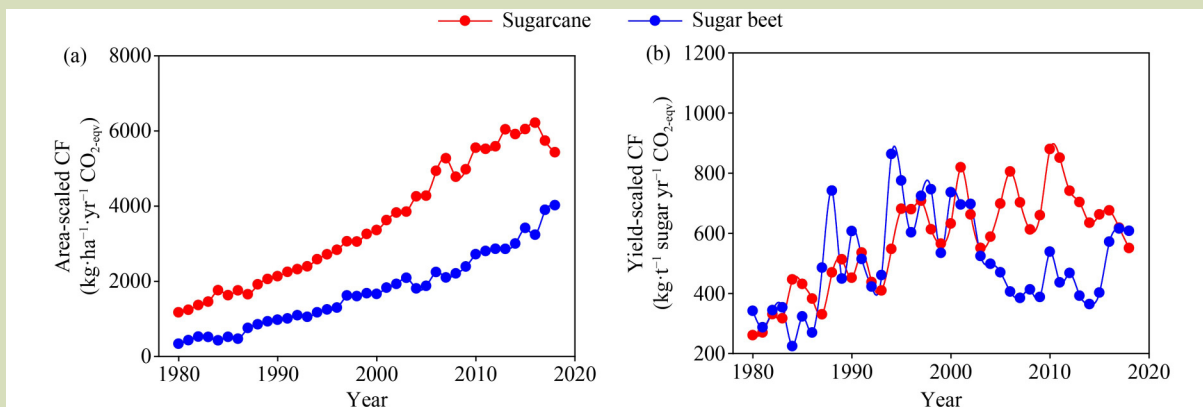 Sugarcane Sugar beet
(a)
8000
6000
4000
2000
0
Area-scaled CF
(kg·ha⁻¹·yr⁻¹ CO₂₋eqv)
1980 1990 2000 2010 2020
Year
(b)
1200
1000
800
600
400
200
Yield-scaled CF
(kg·t⁻¹ sugar yr⁻¹ CO₂₋eqv)
1980 1990 2000 2010 2020
Year